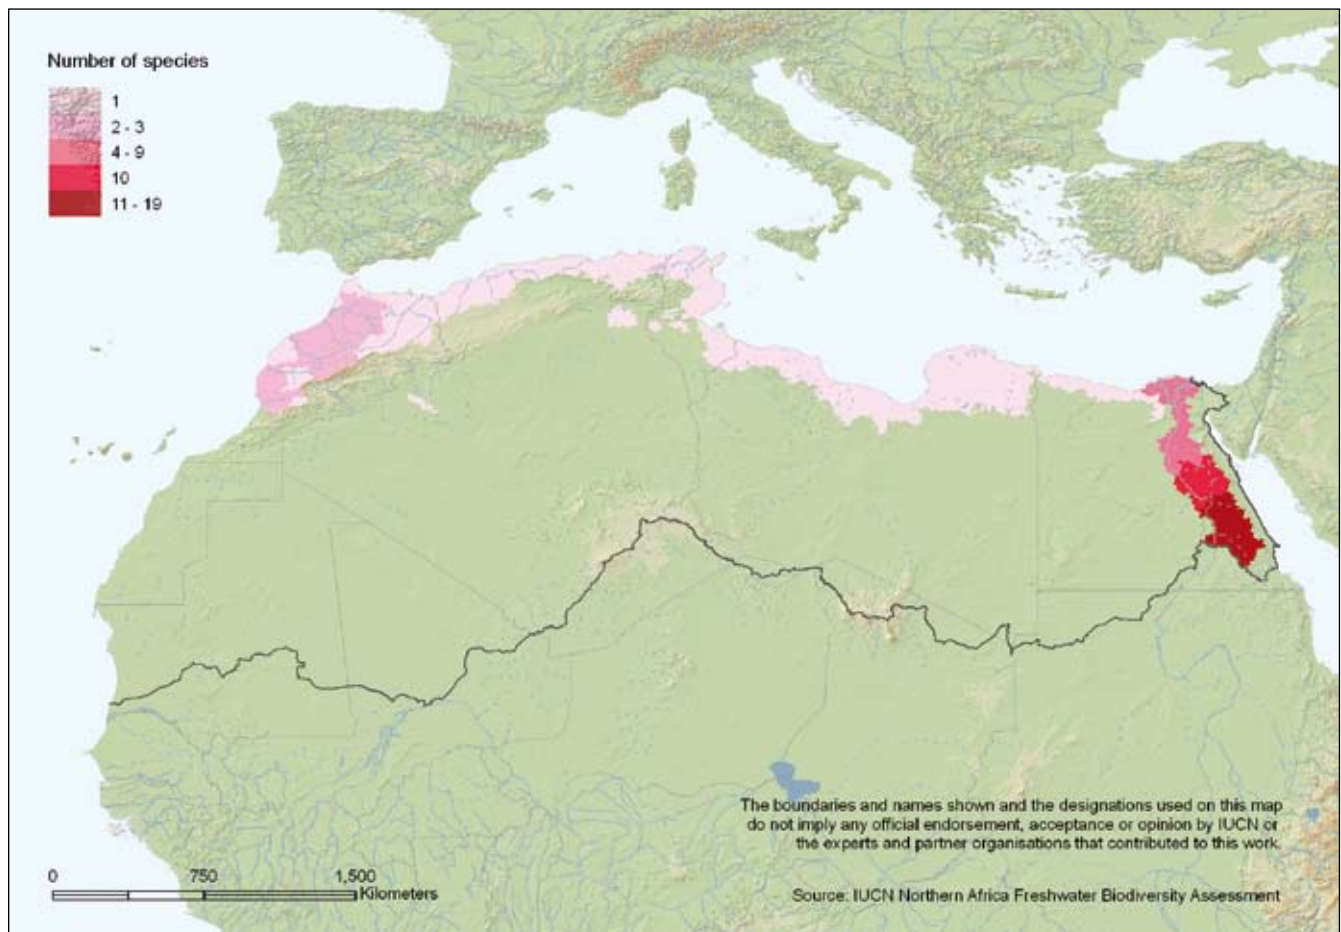 Number of species
1
2 - 3
4 - 9
10
11 - 19
The boundaries and names shown and the designations used on this map
do not imply any official endorsement, acceptance or opinion by IUCN or
the experts and partner organisations that contributed to this work.
0 750 1,500
Kilometers
Source: IUCN Northern Africa Freshwater Biodiversity Assessment